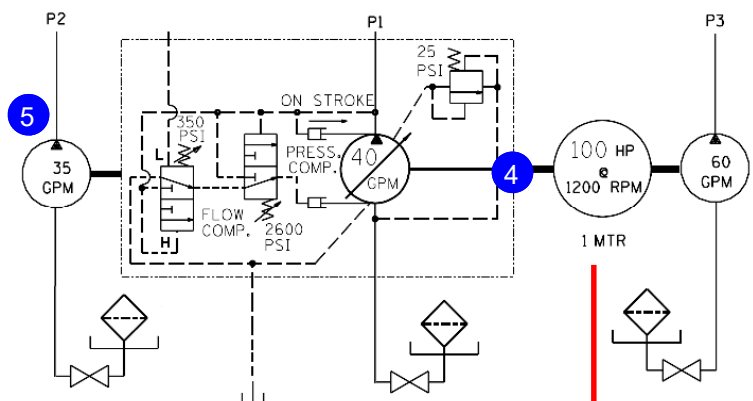 P2
P1
P3
25
PSI
5
ON STROKE
350
PSI
PRESS.
COMP.
40
GPM
35
GPM
L
4
100 HP
@
1200 RPM
60
GPM
FLOW
COMP.
2600
PSI
H
1 MTR